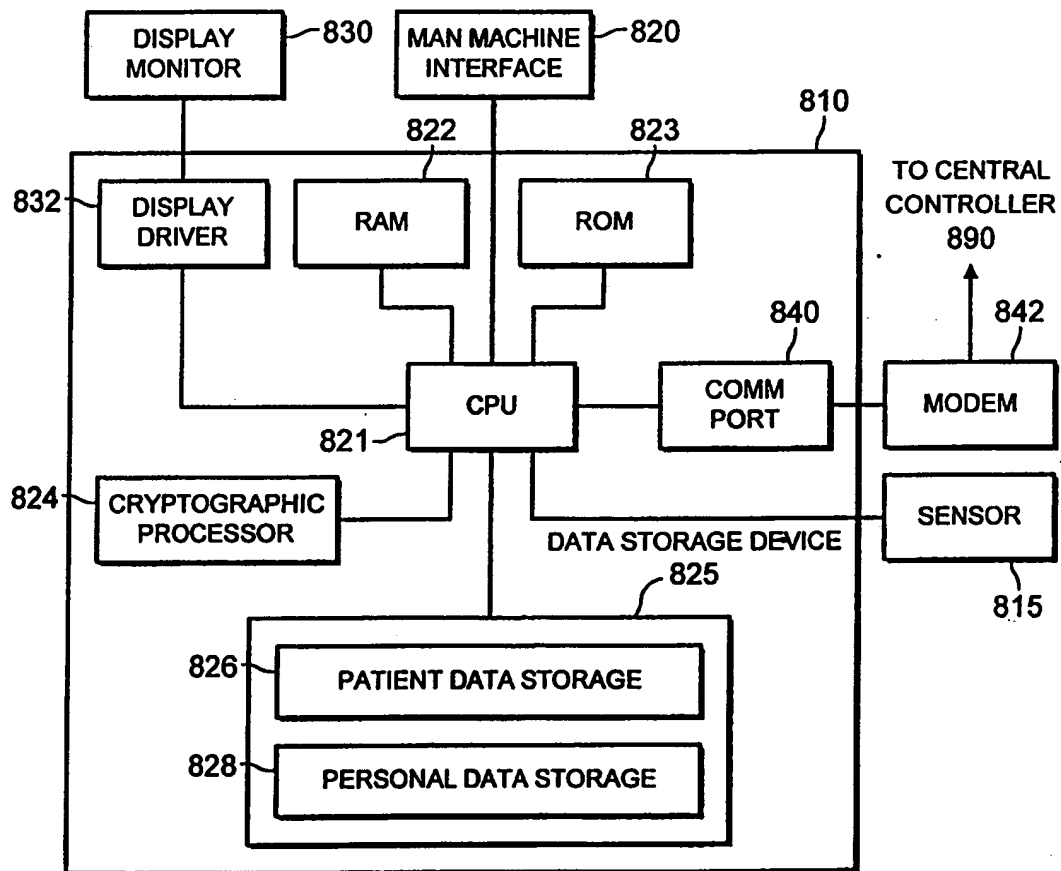 DISPLAY
MONITOR
830
MAN MACHINE
INTERFACE
820
810
822
823
TO CENTRAL
CONTROLLER
890
832
DISPLAY
DRIVER
RAM
ROM
840
842
CPU
821
COMM
PORT
MODEM
824
CRYPTOGRAPHIC
PROCESSOR
SENSOR
815
DATA STORAGE DEVICE
825
826
PATIENT DATA STORAGE
828
PERSONAL DATA STORAGE